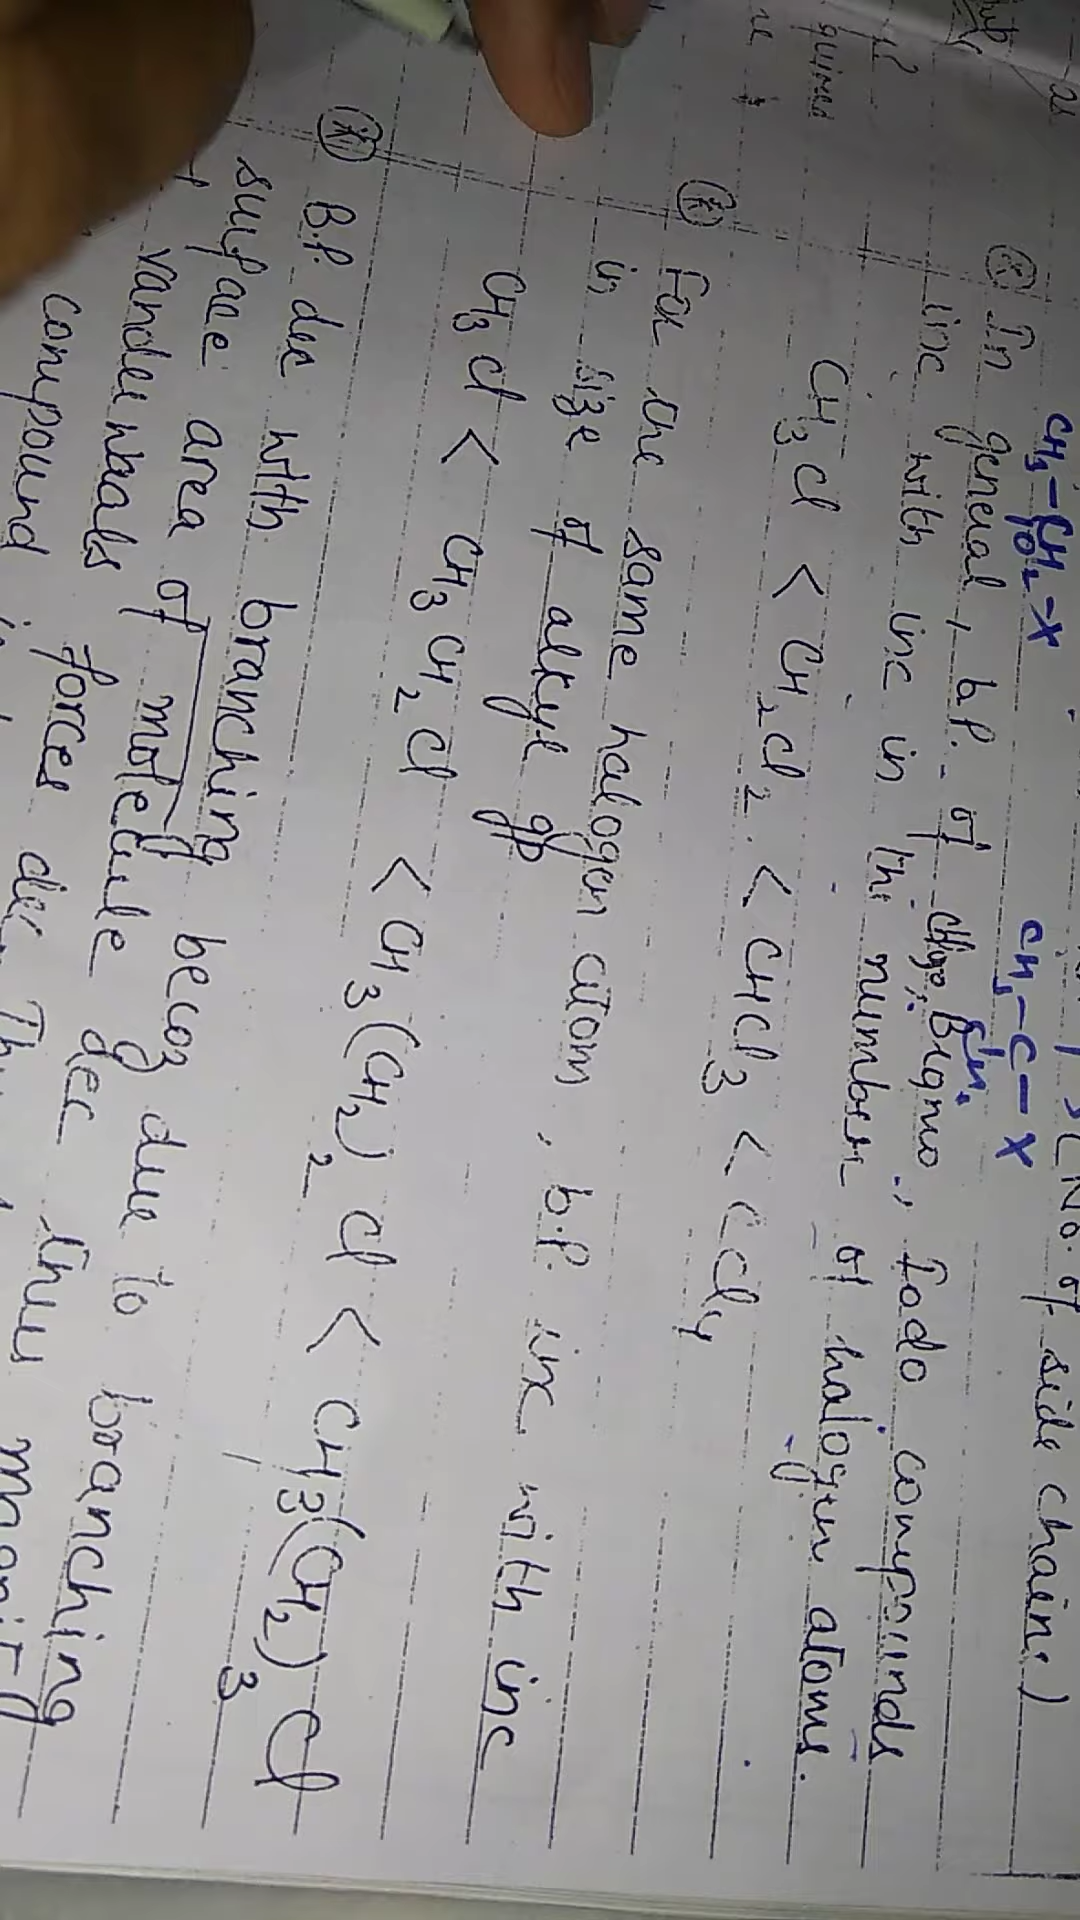 (No. of side chain)
CH3-CH2-X
CH3-C-X
In general, b.P. of chloro, Bromo, Iodo compounds
inc with inc in the number of halogen atoms.
CH3Cl < CH2Cl2 < CHCl3 < CCl4
For the same halogen atom, b.P. inc with inc
in size of alkyl gp
CH3Cl < CH3CH2Cl < CH3(CH2)2Cl < CH3(CH2)3Cl
B.P. dec with branching becoz due to branching
surface area of molecule dec thus
vanderwaals forces dec.
compound